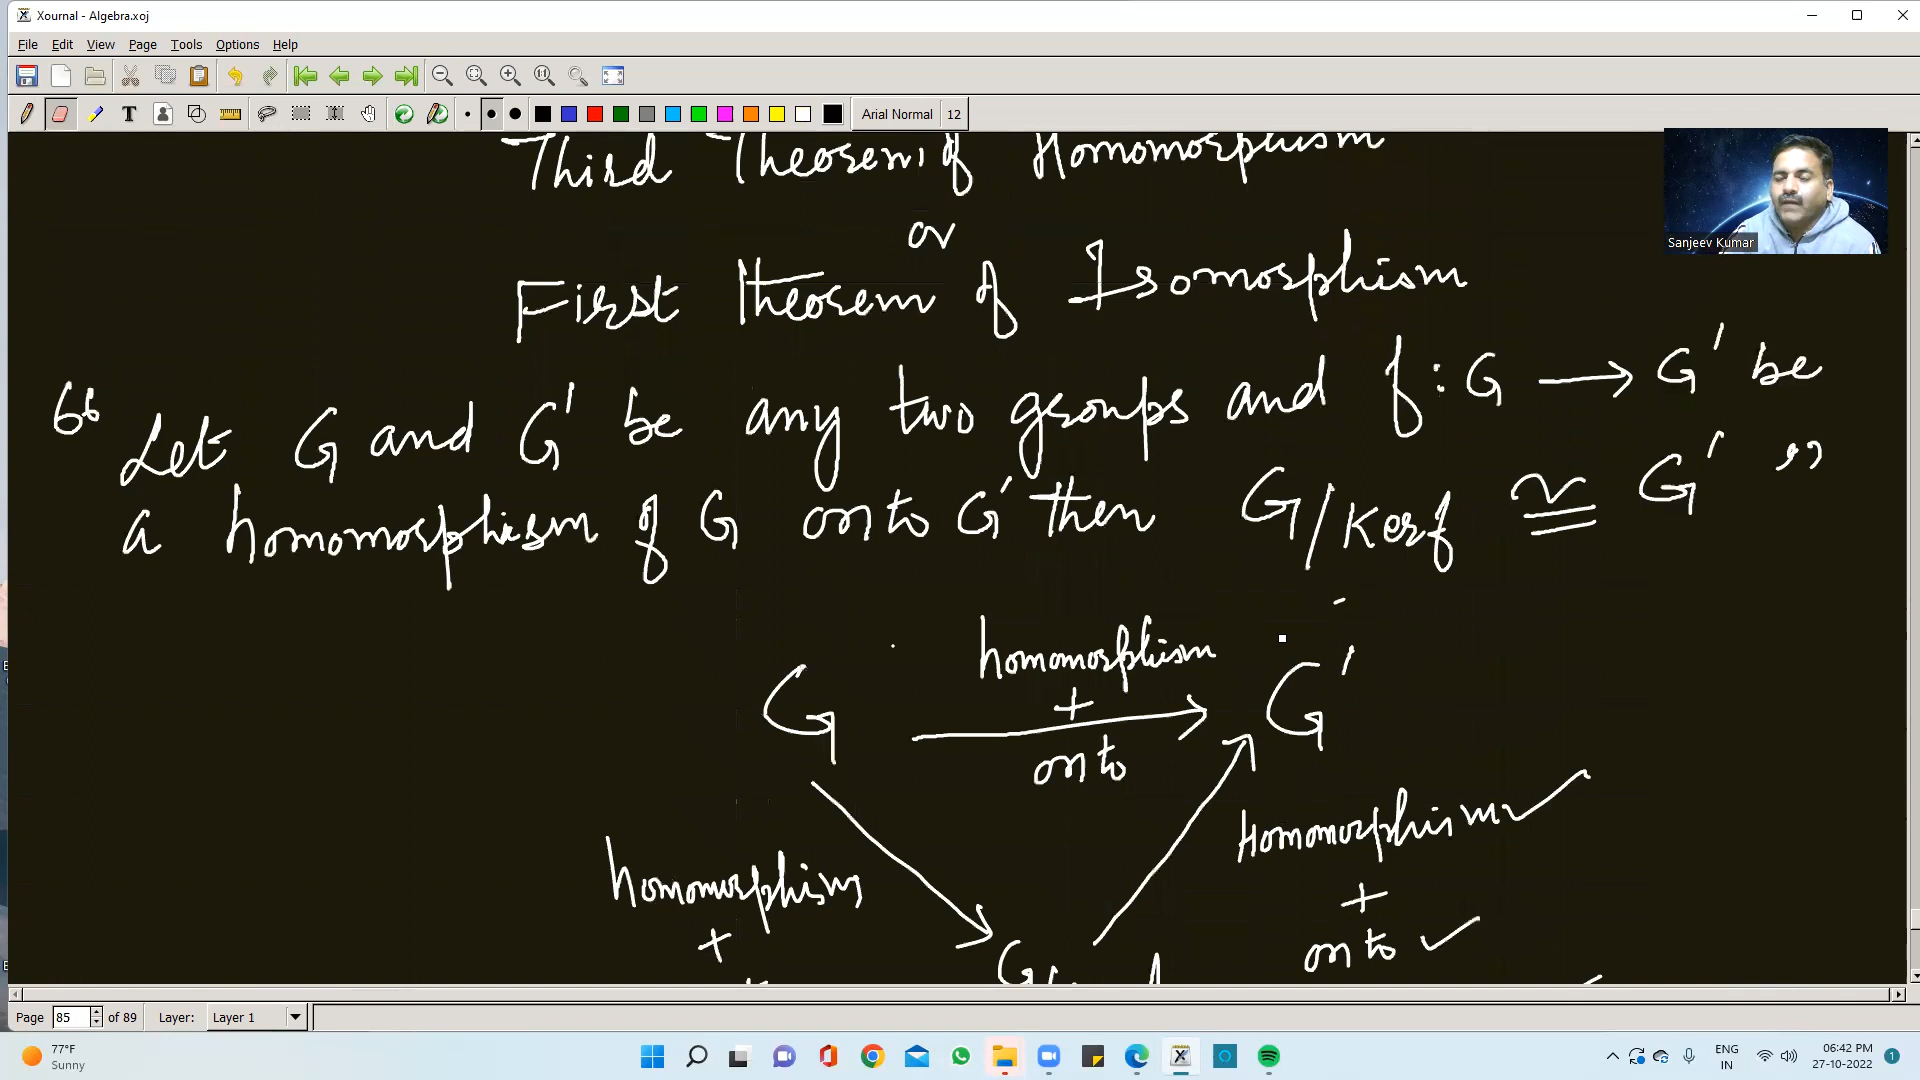 Xournal - Algebra.xoj
File Edit View Page Tools Options Help
Arial Normal 12
Third Theorem of Homomorphism
or
First Theorem of Isomorphism
Sanjeev Kumar
“ Let G and G' be any two groups and f : G → G' be
a homomorphism of G onto G' then G/Kerf ≅ G' ”
homomorphism
G G'
+
onto
Homomorphism ✓
homomorphism
+
+
onto ✓
Page 85 of 89 Layer: Layer 1
77°F
Sunny
ENG
IN
06:42 PM
27-10-2022
1